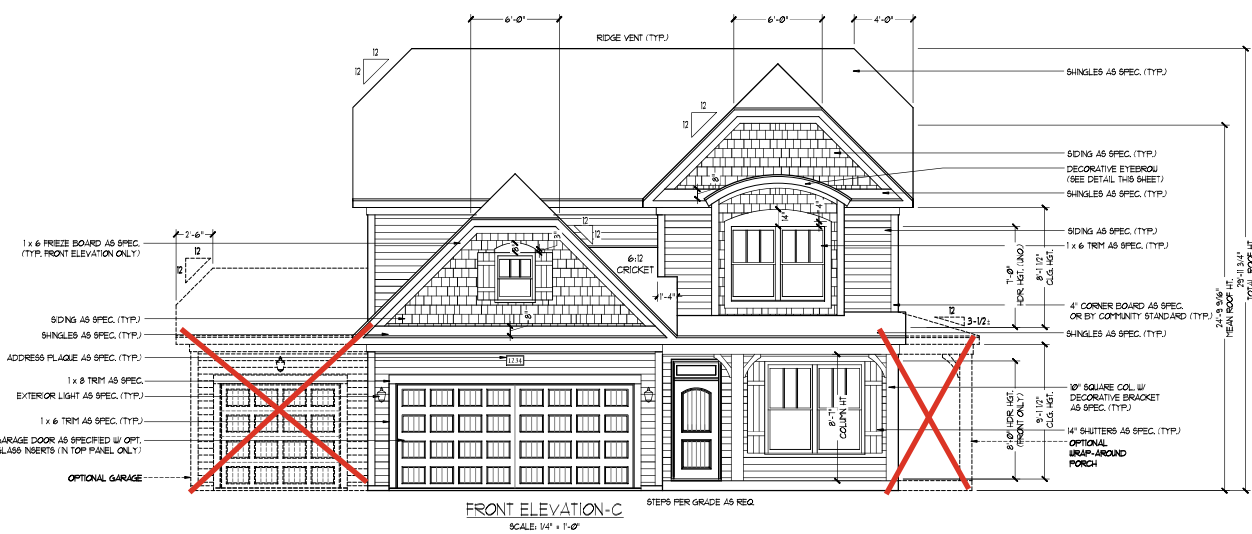 6'-0"
6'-0"
4'-0"
RIDGE VENT (TYP.)
12
12
SHINGLES AS SPEC. (TYP.)
12
13
SIDING AS SPEC. (TYP.)
DECORATIVE EYEBROW
(SEE DETAIL THIS SHEET)
SHINGLES AS SPEC. (TYP.)
8"
14"
4"
2'-6"
12
12
1 x 6 FRIEZE BOARD AS SPEC.
(TYP. FRONT ELEVATION ONLY)
8"
3"
12
12
6:12
CRICKET
1'-4"
SIDING AS SPEC. (TYP.)
1 x 6 TRIM AS SPEC. (TYP.)
7'-0"
HDR. HGT. (UNO.)
8'-1 1/2"
CLG. HGT.
24'-9 9/16"
MEAN ROOF HT.
29'-11 3/4"
TOTAL ROOF HT.
4" CORNER BOARD AS SPEC.
OR BY COMMUNITY STANDARD (TYP.)
12
3-1/2±
SHINGLES AS SPEC. (TYP.)
SIDING AS SPEC. (TYP.)
SHINGLES AS SPEC. (TYP.)
8"
ADDRESS PLAQUE AS SPEC. (TYP.)
1234
1 x 8 TRIM AS SPEC.
EXTERIOR LIGHT AS SPEC. (TYP.)
1 x 6 TRIM AS SPEC. (TYP.)
GARAGE DOOR AS SPECIFIED W/ OPT.
GLASS INSERTS ('N TOP PANEL ONLY)
OPTIONAL GARAGE
8'-7"
COLUMN HT.
8'-0" HDR. HGT.
(FRONT ONLY)
9'-1 1/2"
CLG. HGT.
10" SQUARE COL. W/
DECORATIVE BRACKET
AS SPEC. (TYP.)
14" SHUTTERS AS SPEC. (TYP.)
OPTIONAL
WRAP-AROUND
PORCH
STEPS PER GRADE AS REQ.
FRONT ELEVATION-C
SCALE: 1/4" = 1'-0"